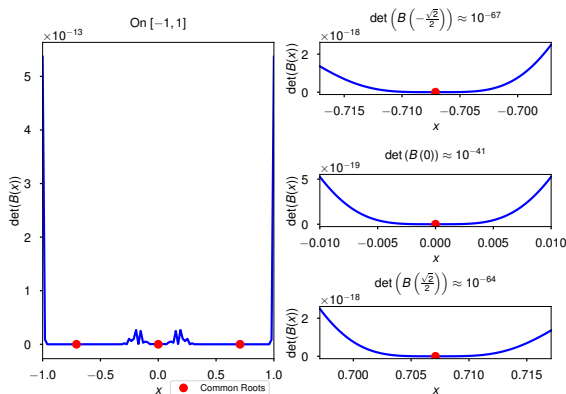 On [−1, 1]
×10−13
det(B(x))
5
4
3
2
1
0
−1.0 −0.5 0.0 0.5 1.0
x
Common Roots
det (B (−√2/2)) ≈ 10−67
×10−18
det(B(x))
2
0
−0.715 −0.710 −0.705 −0.700
x
det (B (0)) ≈ 10−41
×10−19
det(B(x))
5
0
−0.010 −0.005 0.000 0.005 0.010
x
det (B (√2/2)) ≈ 10−64
×10−18
det(B(x))
2
0
0.700 0.705 0.710 0.715
x